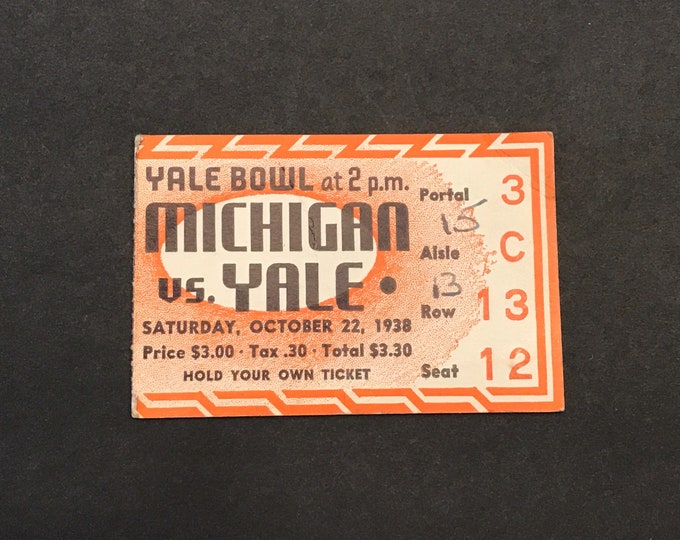 YALE BOWL at 2 p.m.
MICHIGAN
vs. YALE •
SATURDAY, OCTOBER 22, 1938
Price $3.00 · Tax .30 · Total $3.30
HOLD YOUR OWN TICKET
Portal 3
15
Aisle C
13
Row 13
Seat 12